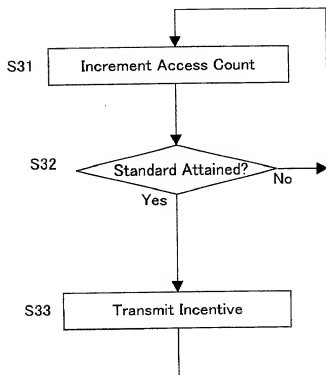 S31 Increment Access Count
S32 Standard Attained?
No
Yes
S33 Transmit Incentive